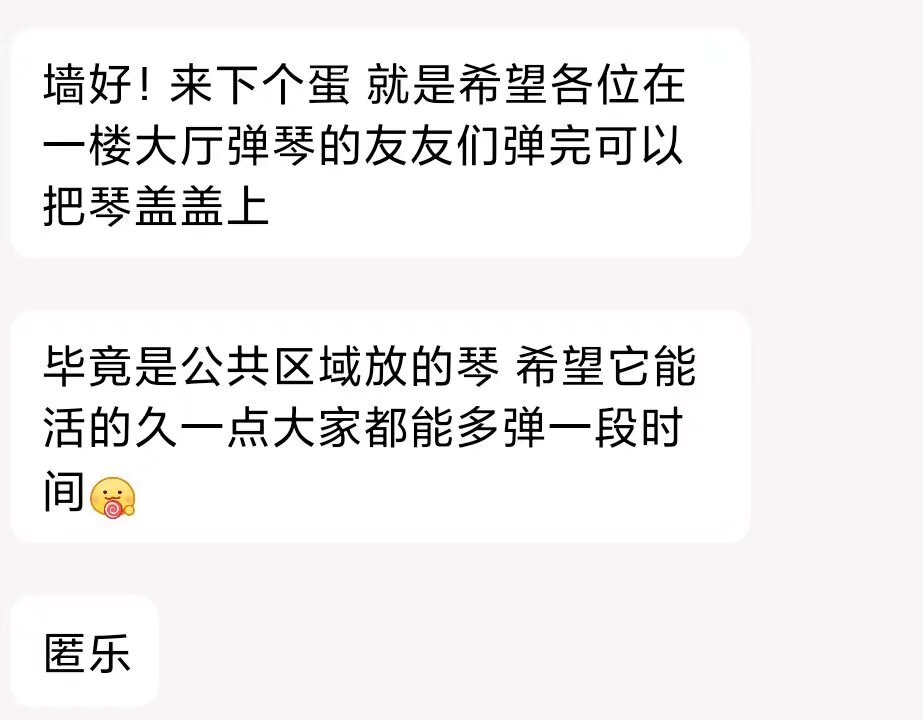 墙好！来下个蛋 就是希望各位在
一楼大厅弹琴的友友们弹完可以
把琴盖盖上
毕竟是公共区域放的琴 希望它能
活的久一点大家都能多弹一段时
间
匿乐